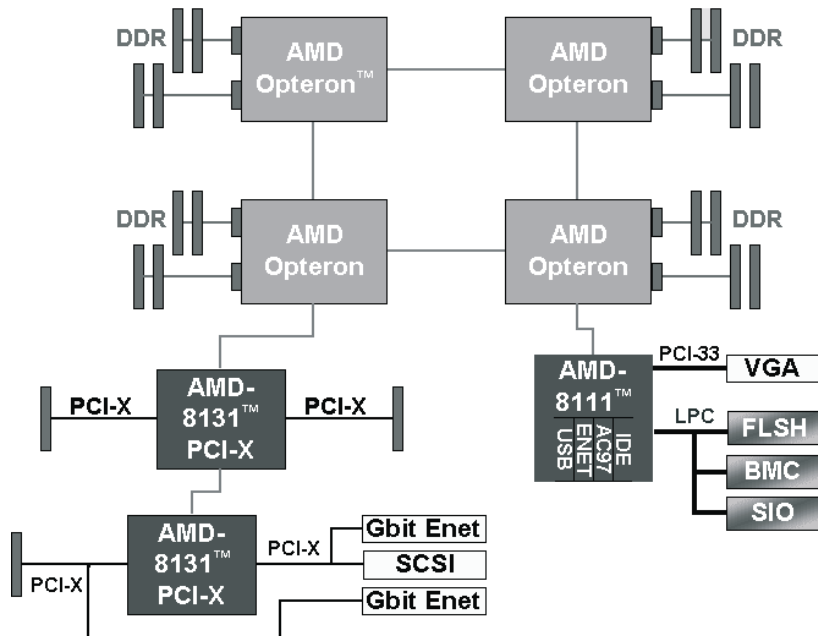 DDR
AMD
Opteron™
AMD
Opteron
DDR
DDR
AMD
Opteron
AMD
Opteron
DDR
PCI-X
AMD-
8131™
PCI-X
PCI-X
AMD-
8111™
USB
ENET
AC97
IDE
PCI-33
VGA
LPC
FLSH
BMC
SIO
PCI-X
AMD-
8131™
PCI-X
PCI-X
Gbit Enet
SCSI
Gbit Enet